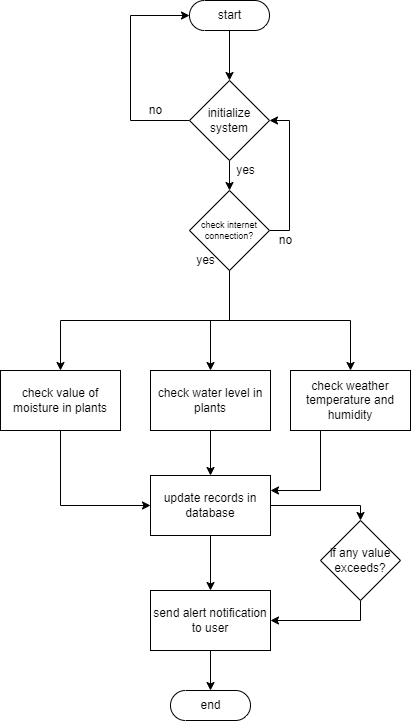 start
no
initialize
system
yes
check internet
connection?
no
yes
check value of
moisture in plants
check water level in
plants
check weather
temperature and
humidity
update records in
database
If any value
exceeds?
send alert notification
to user
end